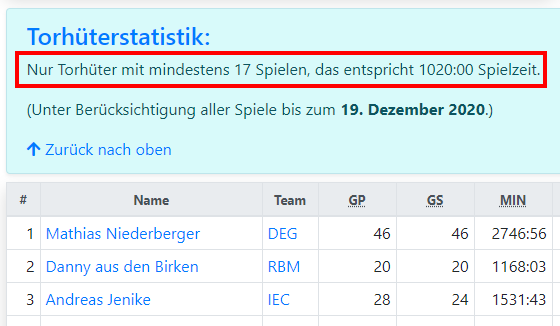 Torhüterstatistik:
Nur Torhüter mit mindestens 17 Spielen, das entspricht 1020:00 Spielzeit.
(Unter Berücksichtigung aller Spiele bis zum 19. Dezember 2020.)
Zurück nach oben
# Name Team GP GS MIN
1 Mathias Niederberger DEG 46 46 2746:56
2 Danny aus den Birken RBM 20 20 1168:03
3 Andreas Jenike IEC 28 24 1531:43